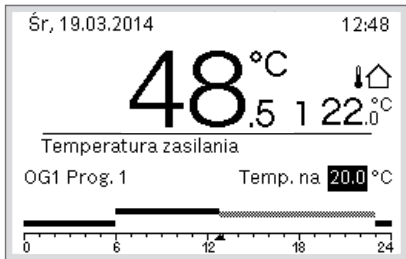 Śr, 19.03.2014 12:48
48.5 °C 1 22.0°C
Temperatura zasilania
OG1 Prog. 1 Temp. na 20.0 °C
0 6 12 18 24